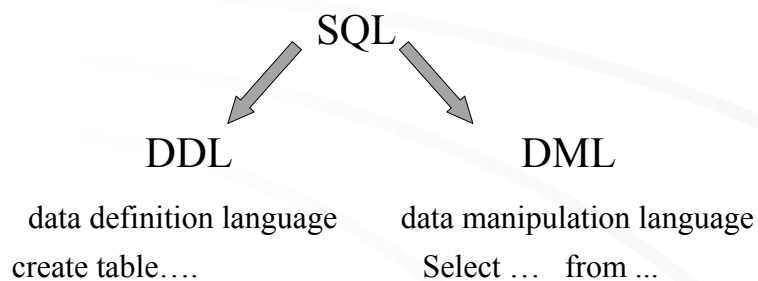 SQL
DDL
DML
data definition language
data manipulation language
create table….
Select … from ...